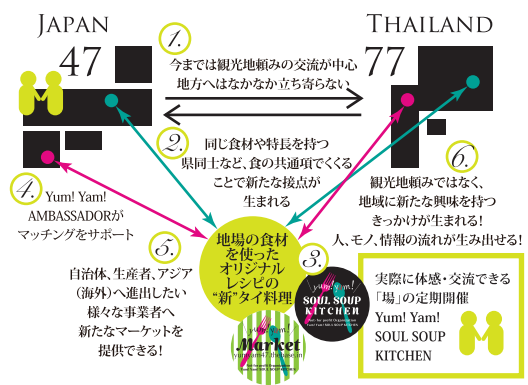 JAPAN
47
THAILAND
77
1.
今までは観光地頼みの交流が中心
地方へはなかなか立ち寄らない
2.
同じ食材や特長を持つ
県同士など、食の共通項でくくる
ことで新たな接点が
生まれる
3.
地場の食材
を使った
オリジナル
レシピの
“新”タイ料理
yum! yum!
SOUL SOUP
KITCHEN
yum! yum!
Market
yumyum47.thebase.in
4.
Yum! Yum!
AMBASSADORが
マッチングをサポート
5.
自治体、生産者、アジア
(海外)へ進出したい
様々な事業者へ
新たなマーケットを
提供できる!
6.
観光地頼みではなく、
地域に新たな興味を持つ
きっかけが生まれる!
人、モノ、情報の流れが生み出せる!
実際に体感・交流できる
「場」の定期開催
Yum! Yum!
SOUL SOUP
KITCHEN